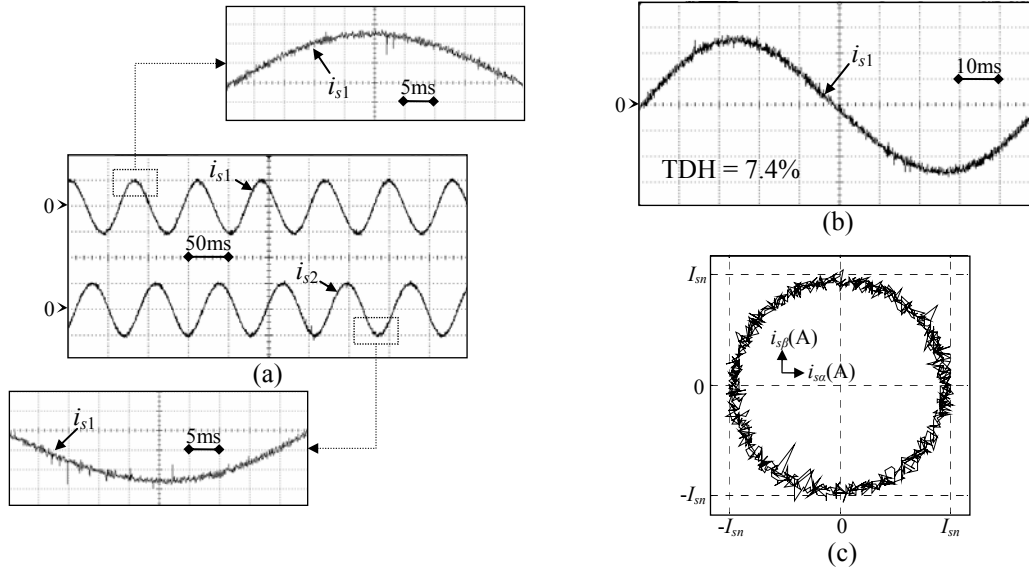 i_s1
5ms
i_s1
0
50ms
i_s2
0
(a)
i_s1
5ms
i_s1
10ms
0
TDH = 7.4%
(b)
I_sn
i_sβ(A)
i_sα(A)
0
-I_sn
-I_sn
0
I_sn
(c)